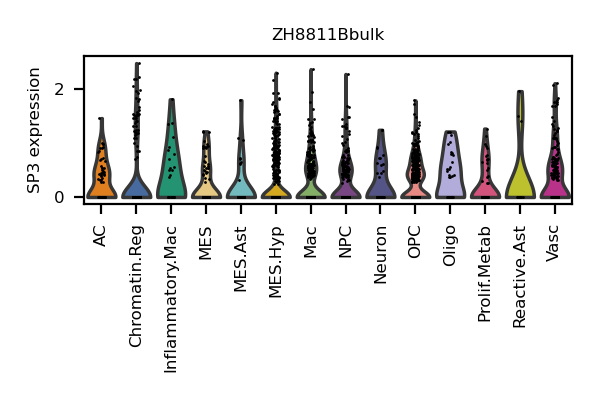 ZH8811Bbulk
SP3 expression
2
0
AC
Chromatin.Reg
Inflammatory.Mac
MES
MES.Ast
MES.Hyp
Mac
NPC
Neuron
OPC
Oligo
Prolif.Metab
Reactive.Ast
Vasc